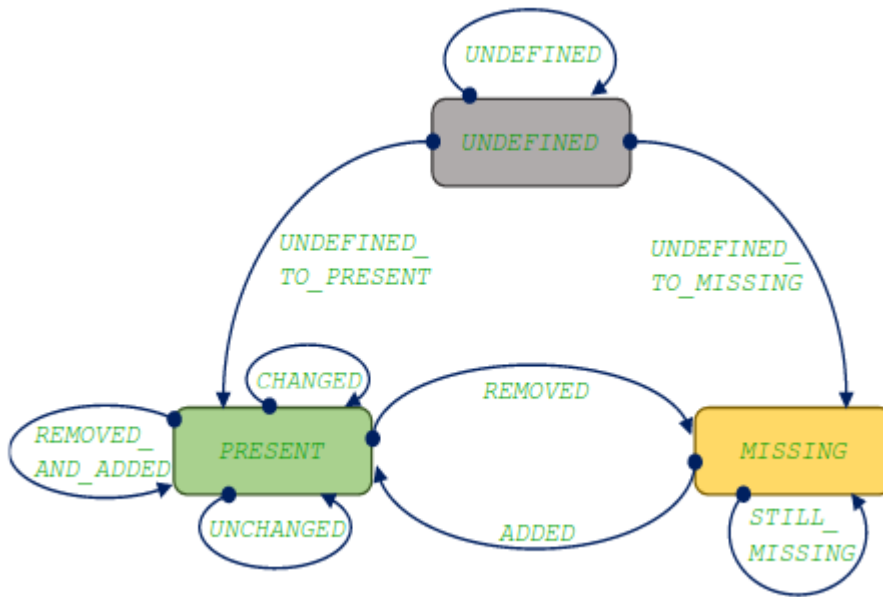 UNDEFINED
UNDEFINED
UNDEFINED_
TO_PRESENT
UNDEFINED_
TO_MISSING
CHANGED
REMOVED
REMOVED_
AND_ADDED
PRESENT
MISSING
UNCHANGED
ADDED
STILL_
MISSING